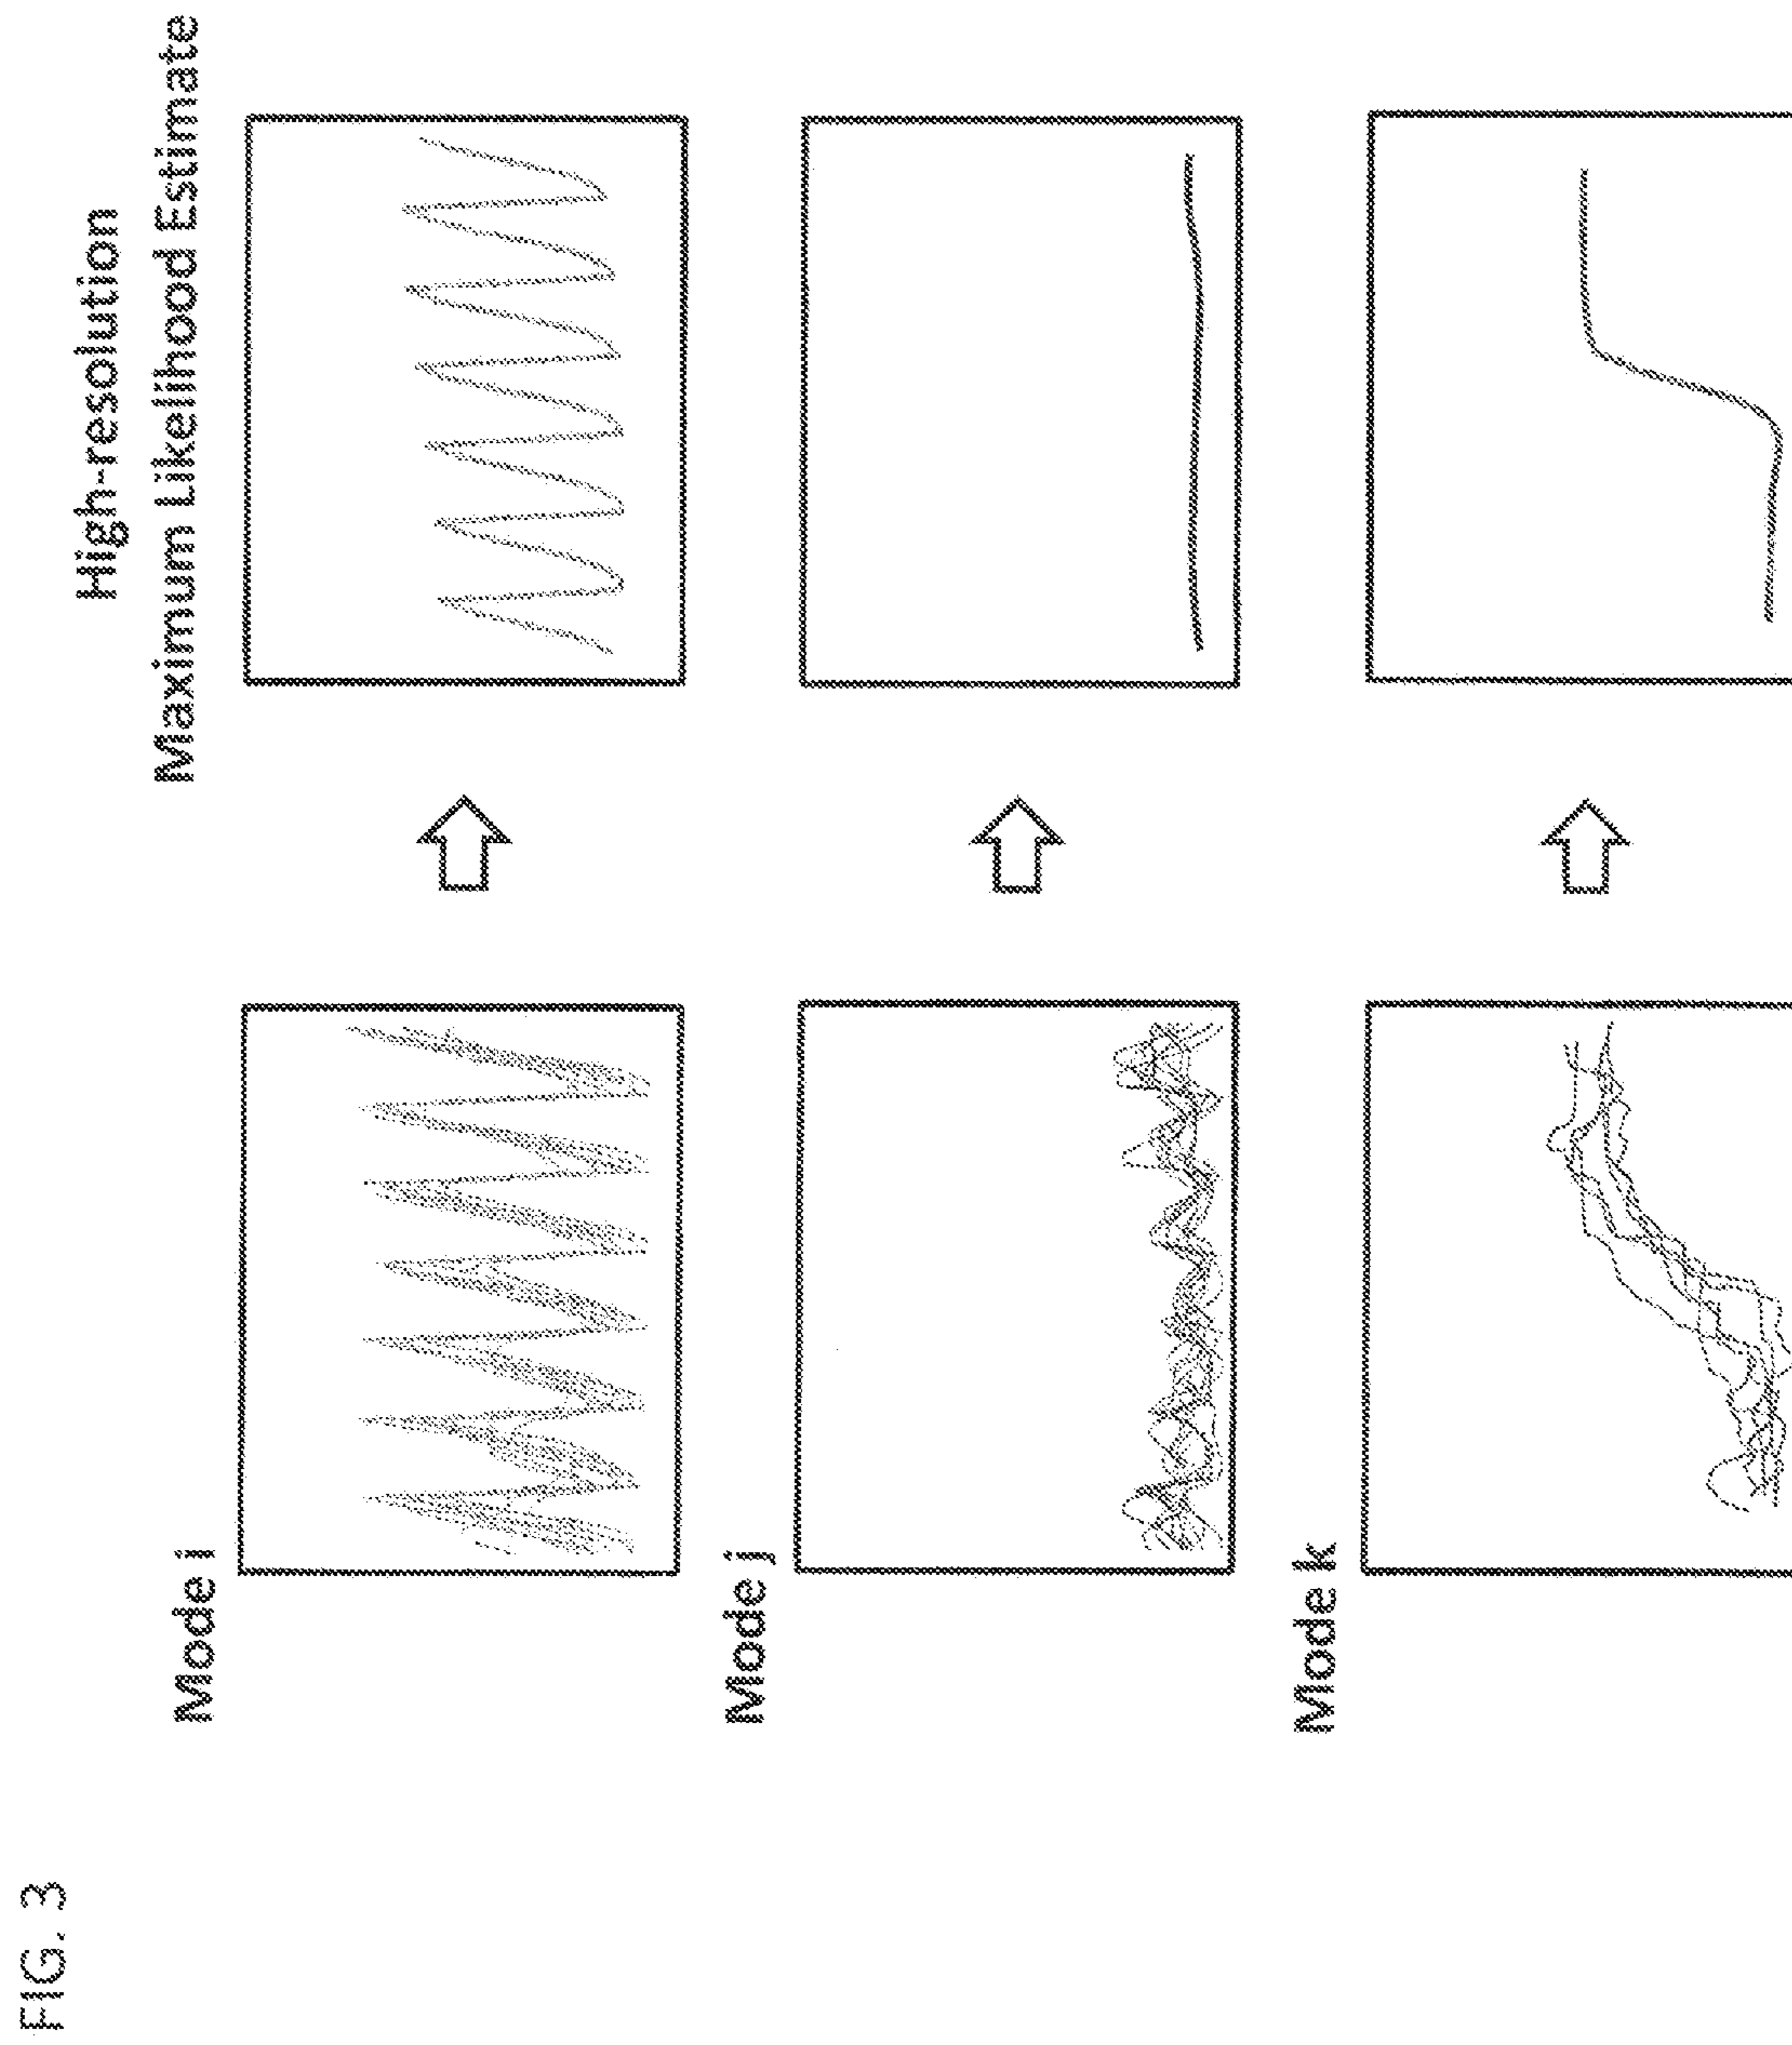 FIG. 3
High-resolution
Maximum Likelihood Estimate
Mode i
Mode j
Mode k